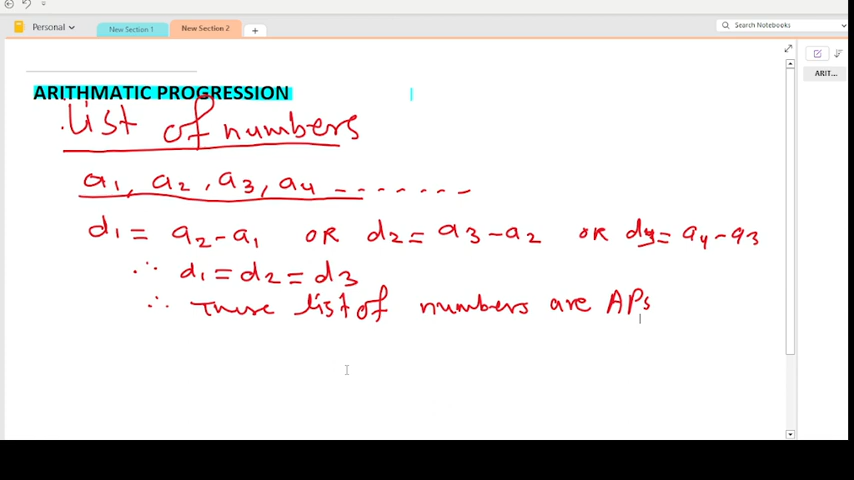 Personal
New Section 1
New Section 2
+
Search Notebooks
ARIT...
ARITHMATIC PROGRESSION
List of numbers
a1, a2, a3, a4 - - - - - - -
d1 = a2 - a1 OR d2 = a3 - a2 OR d3 = a4 - a3
∴ d1 = d2 = d3
∴ These list of numbers are APs